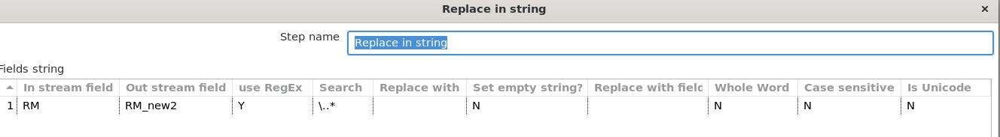 Replace in string ×
Step name Replace in string
Fields string
In stream field Out stream field use RegEx Search Replace with Set empty string? Replace with field Whole Word Case sensitive Is Unicode
1 RM RM_new2 Y \..* N N N N